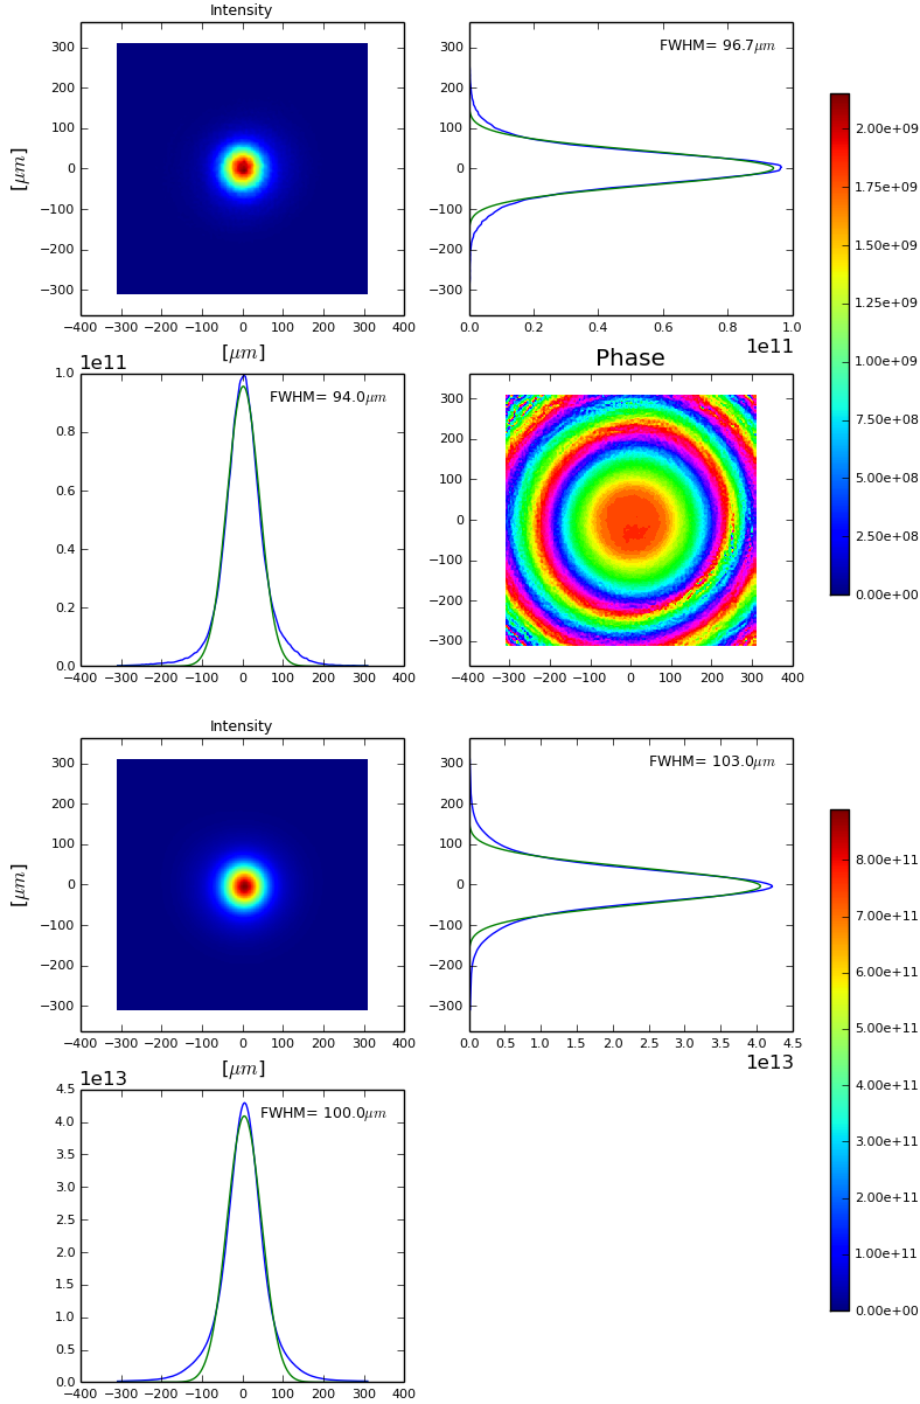 Intensity
300
200
100
0
−100
−200
−300
[μm]
−400 −300 −200 −100 0 100 200 300 400
[μm]
FWHM= 96.7μm
300
200
100
0
−100
−200
−300
0.0 0.2 0.4 0.6 0.8 1.0
1e11
2.00e+09
1.75e+09
1.50e+09
1.25e+09
1.00e+09
7.50e+08
5.00e+08
2.50e+08
0.00e+00
1e11
FWHM= 94.0μm
1.0
0.8
0.6
0.4
0.2
0.0
−400 −300 −200 −100 0 100 200 300 400
Phase
300
200
100
0
−100
−200
−300
−400 −300 −200 −100 0 100 200 300 400
Intensity
300
200
100
0
−100
−200
−300
[μm]
−400 −300 −200 −100 0 100 200 300 400
[μm]
FWHM= 103.0μm
300
200
100
0
−100
−200
−300
0.0 0.5 1.0 1.5 2.0 2.5 3.0 3.5 4.0 4.5
1e13
8.00e+11
7.00e+11
6.00e+11
5.00e+11
4.00e+11
3.00e+11
2.00e+11
1.00e+11
0.00e+00
1e13
FWHM= 100.0μm
4.5
4.0
3.5
3.0
2.5
2.0
1.5
1.0
0.5
0.0
−400 −300 −200 −100 0 100 200 300 400